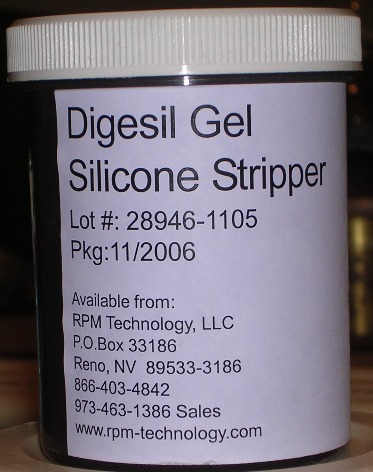 Digesil Gel
Silicone Stripper
Lot #: 28946-1105
Pkg:11/2006
Available from:
RPM Technology, LLC
P.O.Box 33186
Reno, NV  89533-3186
866-403-4842
973-463-1386 Sales
www.rpm-technology.com